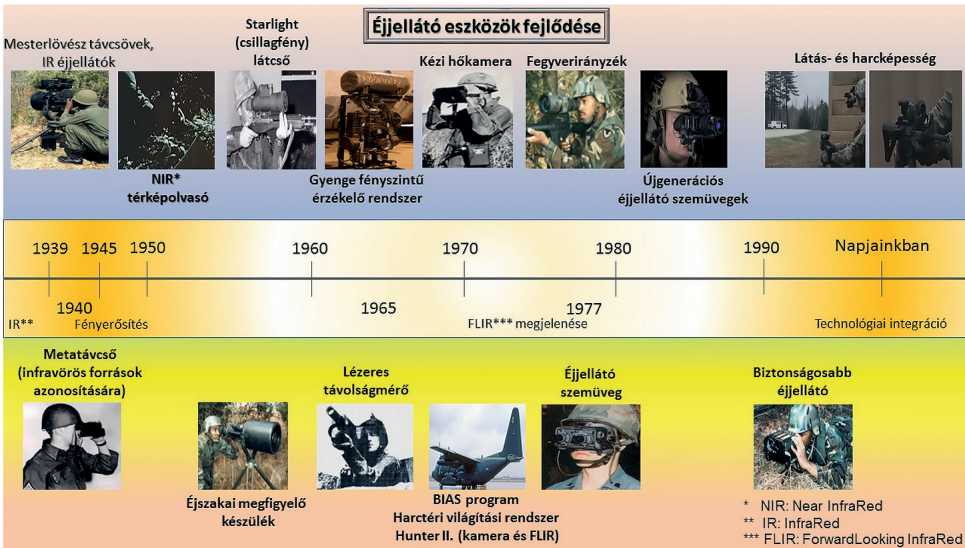 Éjjellátó eszközök fejlődése
Mesterlövész távcsövek,
IR éjjellátók
NIR*
térképolvasó
Starlight
(csillagfény)
látcső
Gyenge fényszintű
érzékelő rendszer
Kézi hőkamera
Fegyverirányzék
Újgenerációs
éjjellátó szemüvegek
Látás- és harcképesség
1939
1945
1950
1960
1970
1980
1990
Napjainkban
1940
1965
1977
IR**
Fényerősítés
FLIR*** megjelenése
Technológiai integráció
Metatávcső
(infravörös források
azonosítására)
Éjszakai megfigyelő
készülék
Lézeres
távolságmérő
BIAS program
Harctéri világítási rendszer
Hunter II. (kamera és FLIR)
Éjjellátó
szemüveg
Biztonságosabb
éjjellátó
* NIR: Near InfraRed
** IR: InfraRed
*** FLIR: ForwardLooking InfraRed